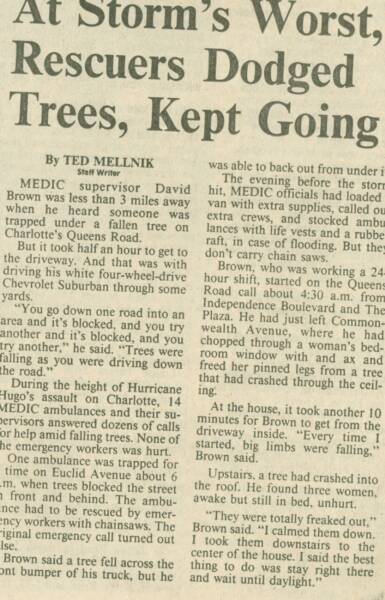 At Storm's Worst,
Rescuers Dodged
Trees, Kept Going
By TED MELLNIK
Staff Writer
MEDIC supervisor David
Brown was less than 3 miles away
when he heard someone was
trapped under a fallen tree on
Charlotte's Queens Road.
But it took half an hour to get to
the driveway. And that was with
driving his white four-wheel-drive
Chevrolet Suburban through some
yards.
"You go down one road into an
area and it's blocked, and you try
another and it's blocked, and you
try another," he said. "Trees were
falling as you were driving down
the road."
During the height of Hurricane
Hugo's assault on Charlotte, 14
MEDIC ambulances and their su-
pervisors answered dozens of calls
for help amid falling trees. None of
the emergency workers was hurt.
One ambulance was trapped for
time on Euclid Avenue about 6
.m. when trees blocked the street
front and behind. The ambu-
nce had to be rescued by emer-
ency workers with chainsaws. The
riginal emergency call turned out
lse.
Brown said a tree fell across the
ont bumper of his truck, but he
was able to back out from under i
The evening before the storm
hit, MEDIC officials had loaded
van with extra supplies, called ou
extra crews, and stocked ambu
lances with life vests and a rubbe
raft, in case of flooding. But they
don't carry chain saws.
Brown, who was working a 24-
hour shift, started on the Queens
Road call about 4:30 a.m. from
Independence Boulevard and The
Plaza. He had just left Common-
wealth Avenue, where he had
chopped through a woman's bed-
room window with and ax and
freed her pinned legs from a tree
that had crashed through the ceil-
ing.
At the house, it took another 10
minutes for Brown to get from the
driveway inside. "Every time I
started, big limbs were falling,"
Brown said.
Upstairs, a tree had crashed into
the roof. He found three women,
awake but still in bed, unhurt.
"They were totally freaked out,"
Brown said. "I calmed them down.
I took them downstairs to the
center of the house. I said the best
thing to do was stay right there
and wait until daylight."